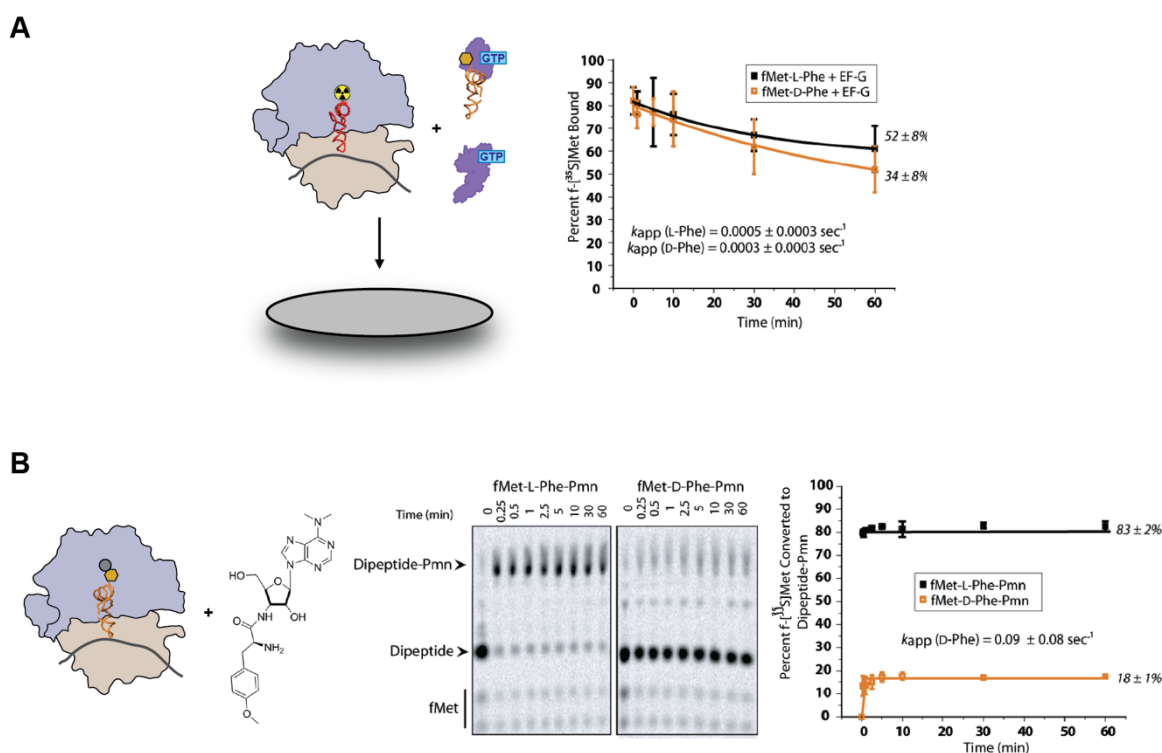 A
GTP
+
GTP
Percent f-[³⁵S]Met Bound
100
90
80
70
60
50
40
30
20
10
0
fMet-L-Phe + EF-G
fMet-D-Phe + EF-G
52 ± 8%
34 ± 8%
kapp (L-Phe) = 0.0005 ± 0.0003 sec⁻¹
kapp (D-Phe) = 0.0003 ± 0.0003 sec⁻¹
0 10 20 30 40 50 60
Time (min)
B
+
N
N
N
N
N
HO
O
NH
OH
O
NH₂
O
fMet-L-Phe-Pmn fMet-D-Phe-Pmn
Time (min) 0 0.25 0.5 1 2.5 5 10 30 60 0 0.25 0.5 1 2.5 5 10 30 60
Dipeptide-Pmn
Dipeptide
fMet
Percent f-[³⁵S]Met Converted to
Dipeptide-Pmn
100
90
80
70
60
50
40
30
20
10
0
83 ± 2%
fMet-L-Phe-Pmn
fMet-D-Phe-Pmn
kapp (D-Phe) = 0.09 ± 0.08 sec⁻¹
18 ± 1%
0 10 20 30 40 50 60
Time (min)